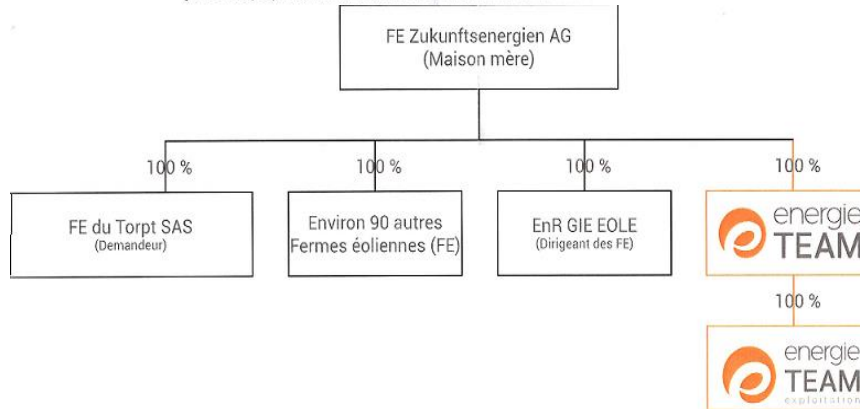 FE Zukunftsenergien AG
(Maison mère)
100 %
100 %
100 %
100 %
FE du Torpt SAS
(Demandeur)
Environ 90 autres
Fermes éoliennes (FE)
EnR GIE EOLE
(Dirigeant des FE)
energie
TEAM
100 %
energie
TEAM
exploitation